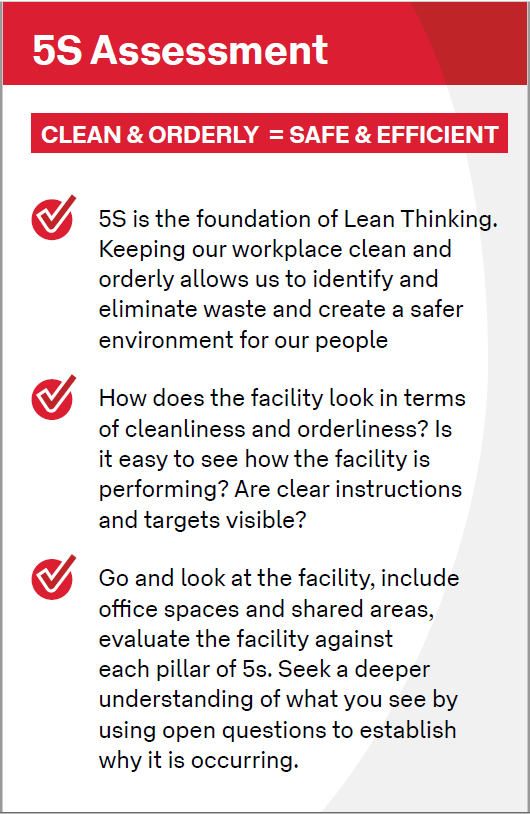 5S Assessment
CLEAN & ORDERLY = SAFE & EFFICIENT
5S is the foundation of Lean Thinking.
Keeping our workplace clean and
orderly allows us to identify and
eliminate waste and create a safer
environment for our people
How does the facility look in terms
of cleanliness and orderliness? Is
it easy to see how the facility is
performing? Are clear instructions
and targets visible?
Go and look at the facility, include
office spaces and shared areas,
evaluate the facility against
each pillar of 5s. Seek a deeper
understanding of what you see by
using open questions to establish
why it is occurring.